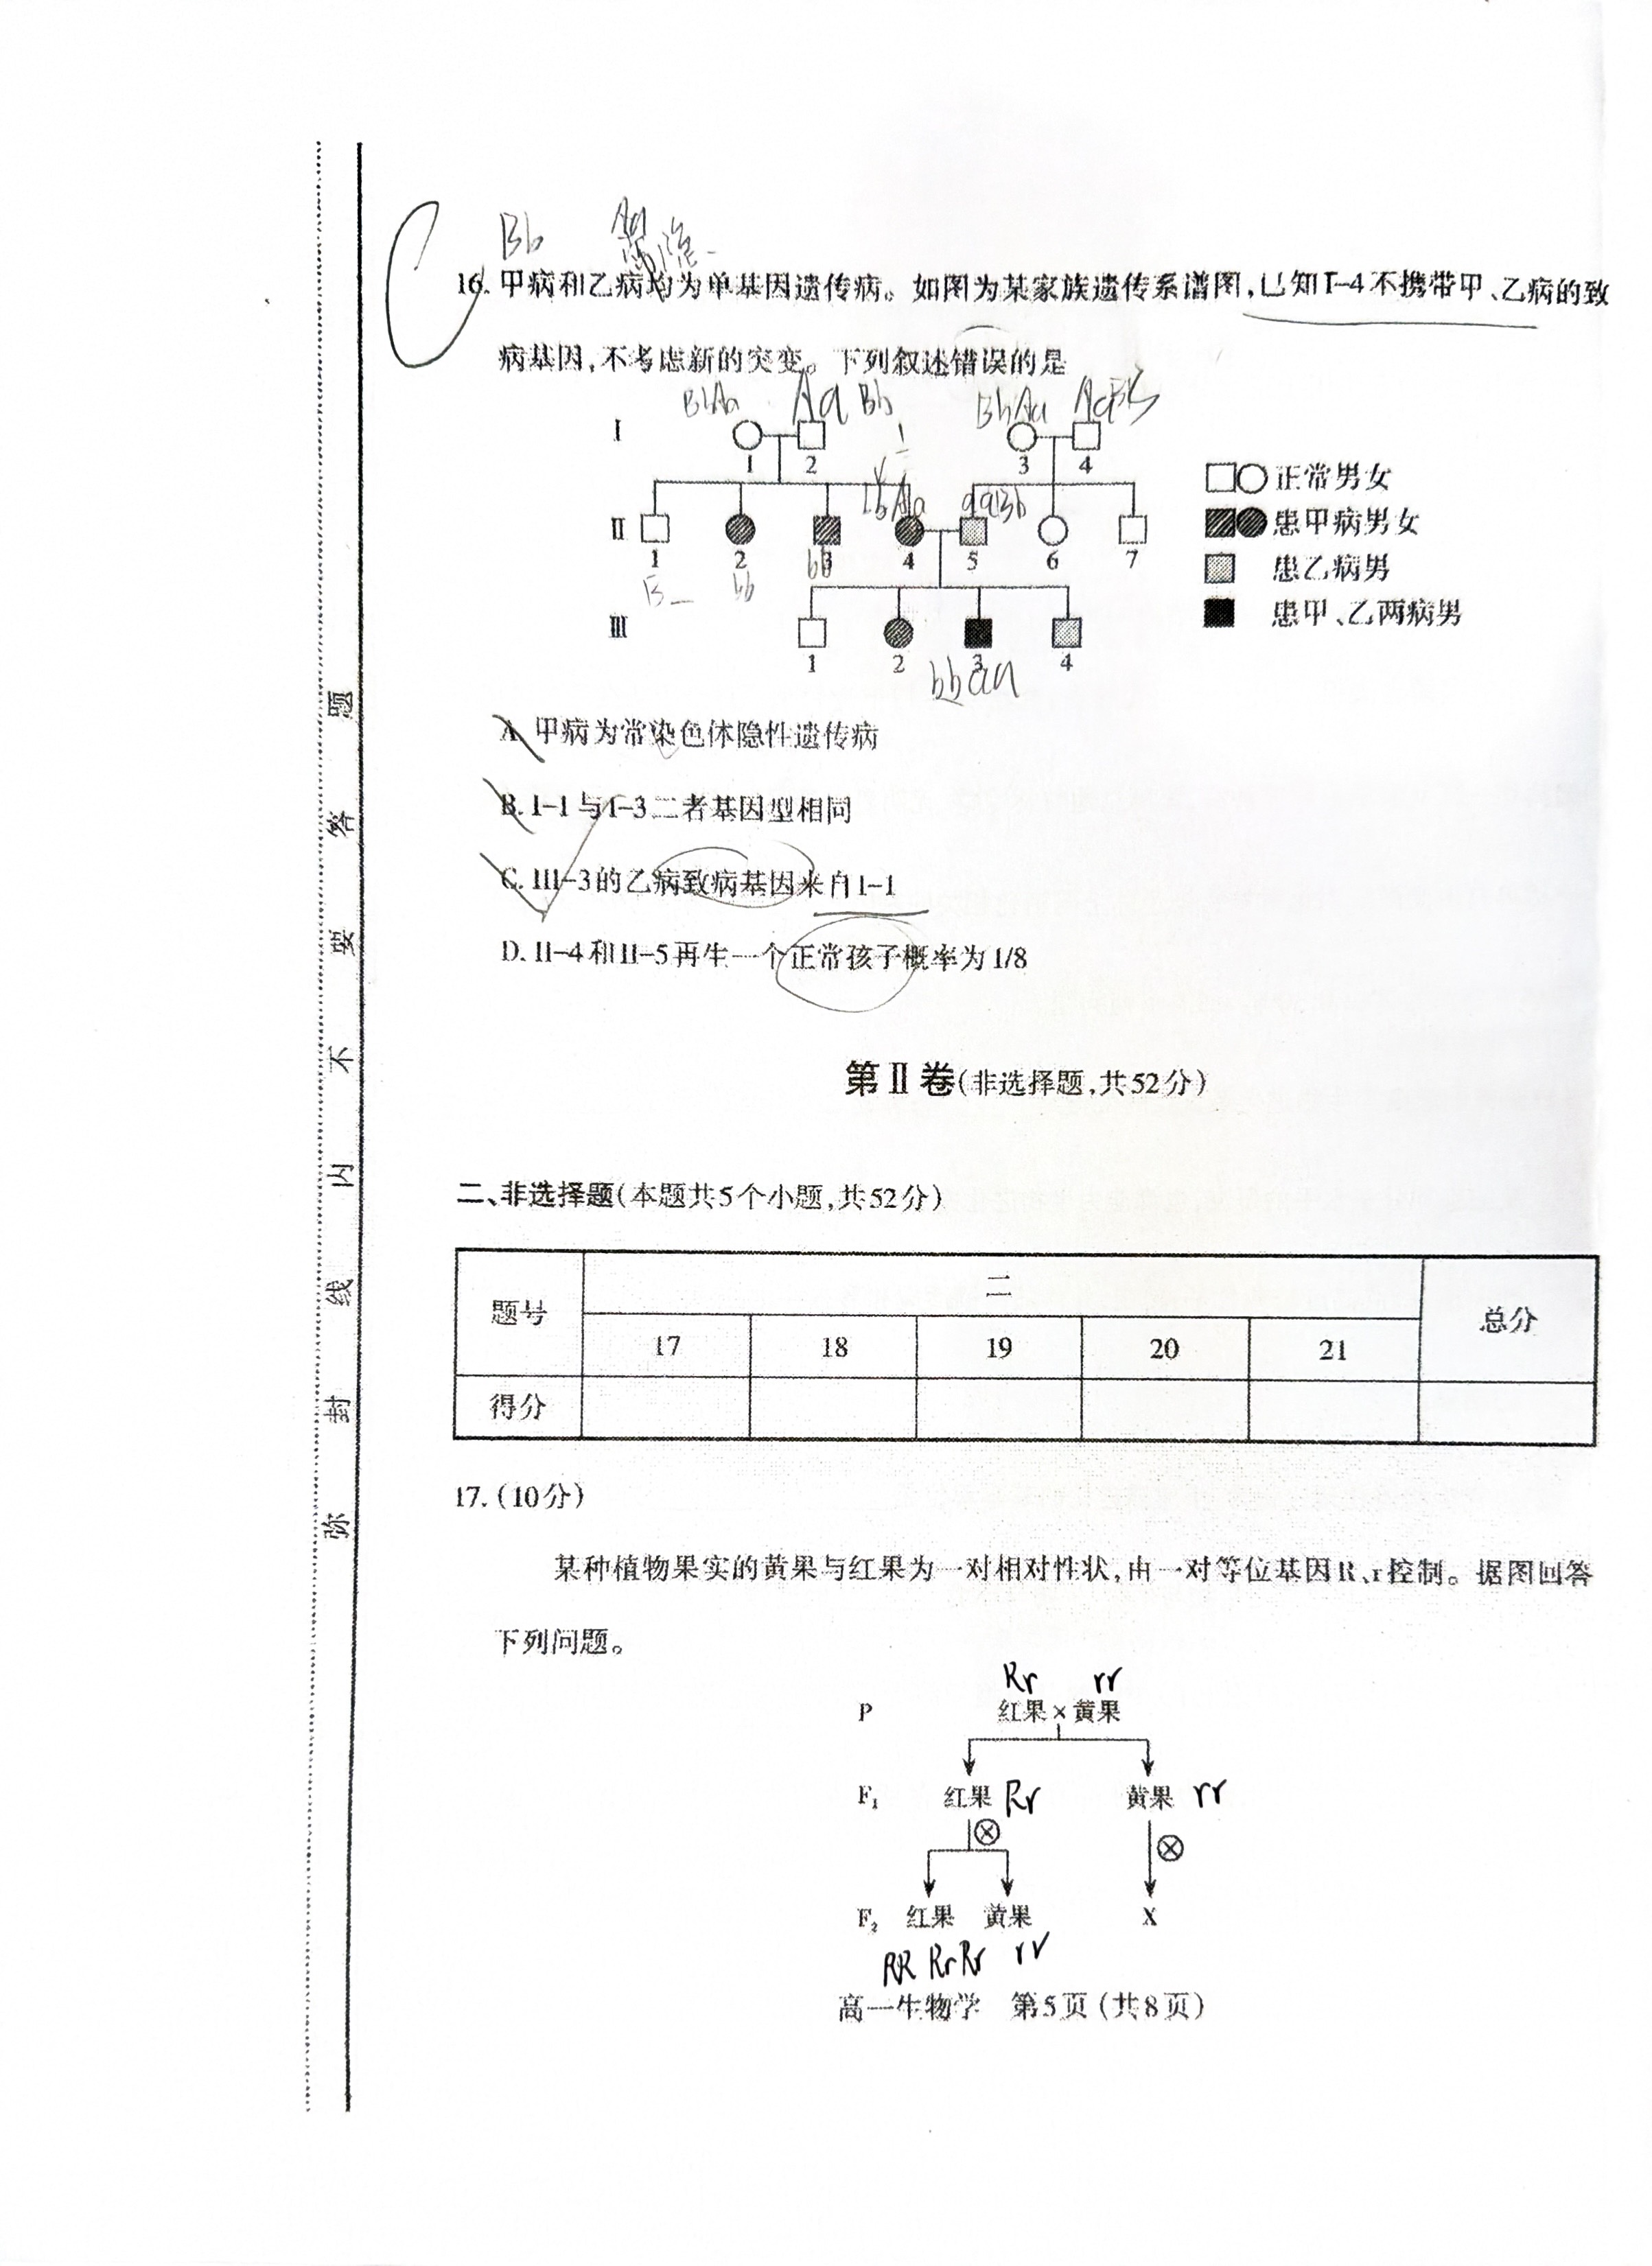 Bb Aa
16. 甲病和乙病均为单基因遗传病。如图为某家族遗传系谱图,已知Ⅰ-4不携带甲、乙病的致
病基因,不考虑新的突变。下列叙述错误的是
BbAa Aa Bb BbAa
Ⅰ
1 2 3 4
□○正常男女
Aa aaBb
Ⅱ
患甲病男女
1 2 3 4 5 6 7
B_ bb bb
患乙病男
Ⅲ
患甲、乙两病男
1 2 3 4
bbaa
A. 甲病为常染色体隐性遗传病
B. Ⅰ-1与Ⅰ-3二者基因型相同
C. Ⅲ-3的乙病致病基因来自Ⅰ-1
D. Ⅱ-4和Ⅱ-5再生一个正常孩子概率为1/8
第Ⅱ卷(非选择题,共52分)
二、非选择题(本题共5个小题,共52分)
题号 二 总分
17 18 19 20 21
得分
17. (10分)
某种植物果实的黄果与红果为一对相对性状,由一对等位基因R、r控制。据图回答
下列问题。
Rr rr
P 红果×黄果
F₁ 红果 Rr 黄果 rr
⊗ ⊗
F₂ 红果 黄果 X
RR Rr Rr rr
高一生物学 第5页(共8页)
弥 封 线 内 不 要 答 题